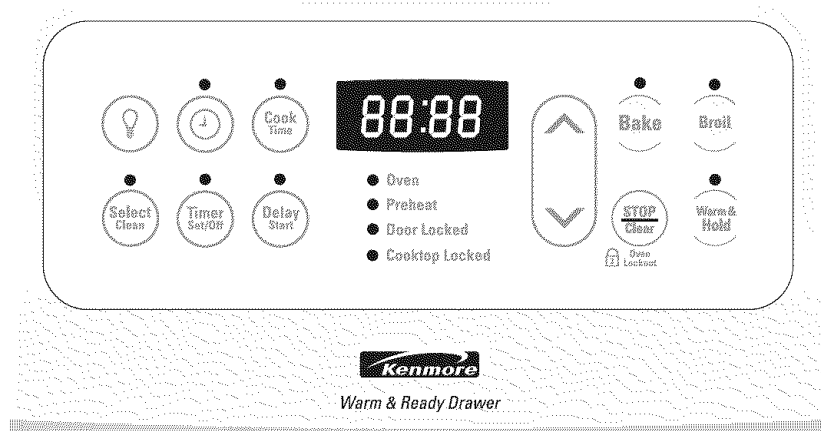 88:88
Cook
Time
Bake
Broil
Select
Clean
Timer
Set/Off
Delay
Start
Oven
Preheat
Door Locked
Cooktop Locked
STOP
Clear
Oven
Lockout
Warm &
Hold
Kenmore
Warm & Ready Drawer